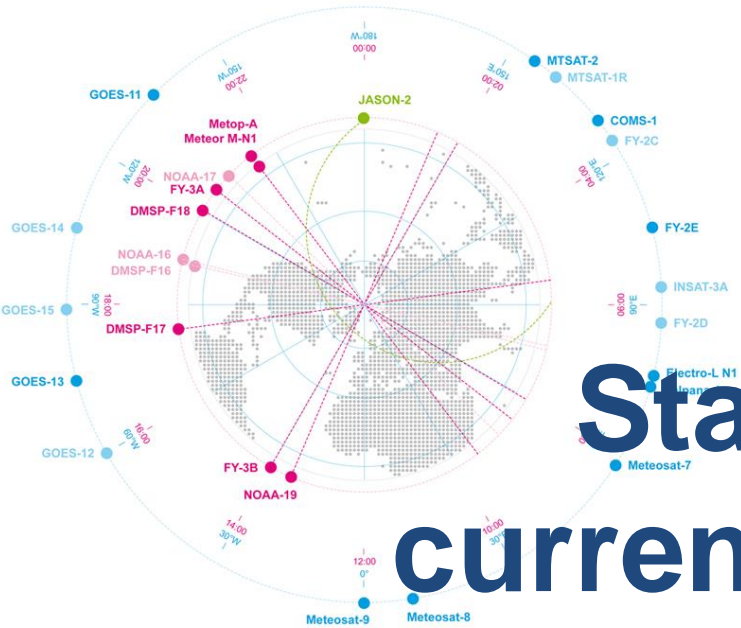 180°W
00:00
150°W
22:00
150°E
02:00
MTSAT-2
MTSAT-1R
GOES-11
JASON-2
COMS-1
FY-2C
Metop-A
Meteor M-N1
120°W
20:00
120°E
04:00
NOAA-17
FY-3A
DMSP-F18
GOES-14
FY-2E
NOAA-16
DMSP-F16
INSAT-3A
GOES-15
90°W
18:00
06:00
90°E
FY-2D
DMSP-F17
GOES-13
Electro-L N1
Sta
16:00
60°W
GOES-12
FY-3B
NOAA-19
Meteosat-7
14:00
30°W
10:00
12:00
0°
curren
Meteosat-9
Meteosat-8